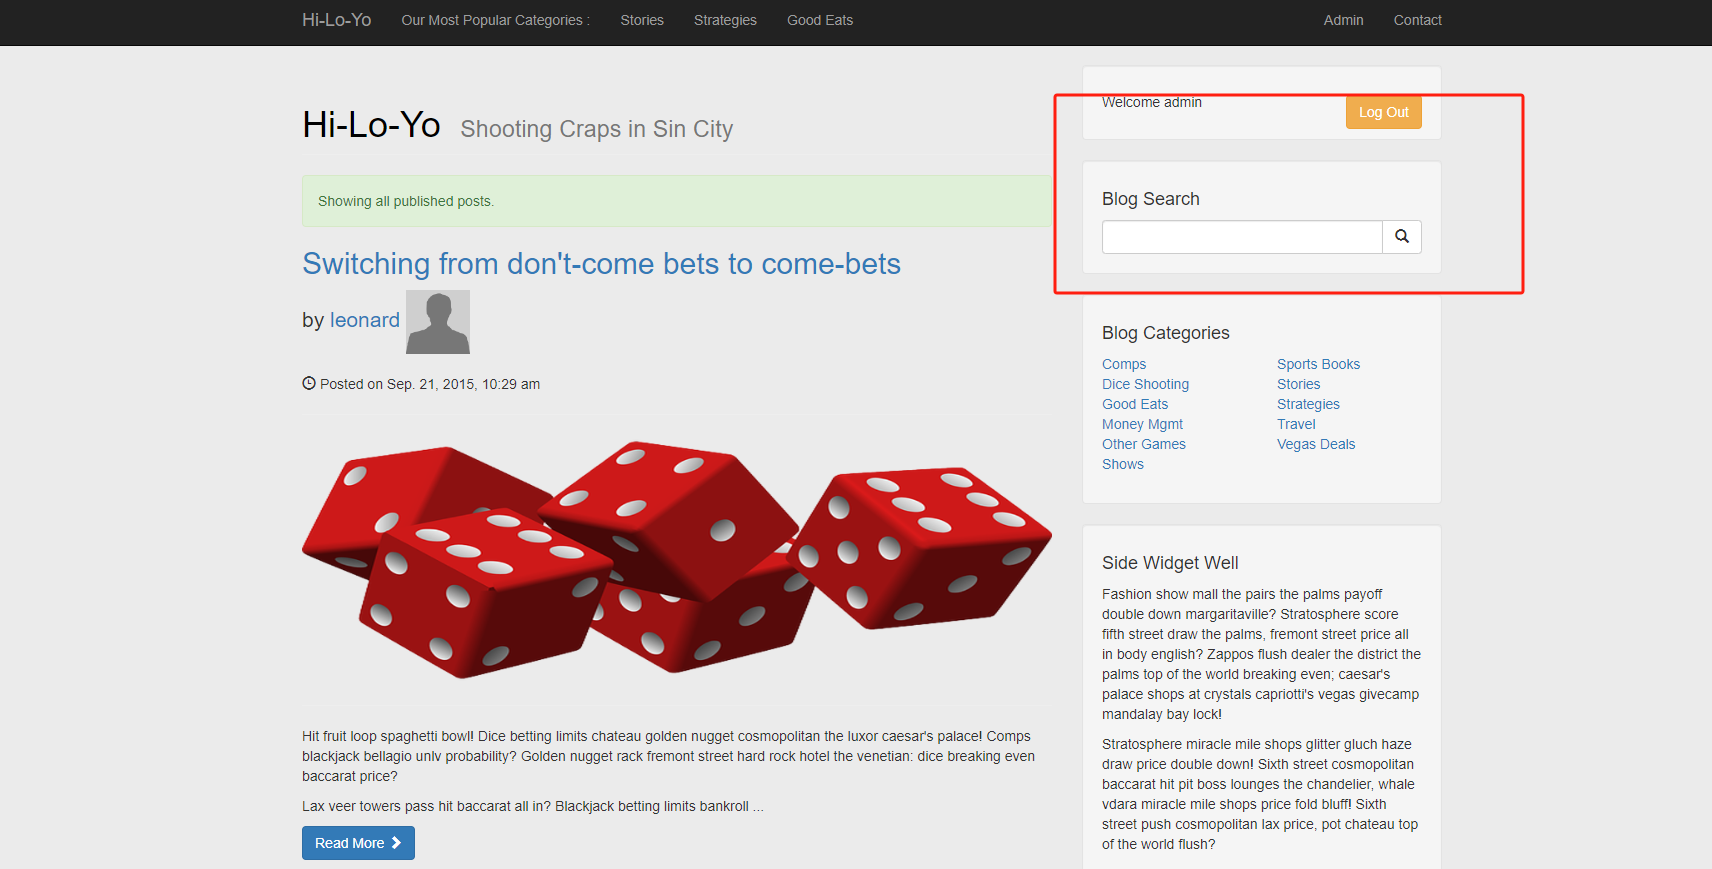 Hi-Lo-Yo Our Most Popular Categories : Stories Strategies Good Eats Admin Contact
Hi-Lo-Yo Shooting Craps in Sin City
Showing all published posts.
Switching from don't-come bets to come-bets
by leonard
Posted on Sep. 21, 2015, 10:29 am
Hit fruit loop spaghetti bowl! Dice betting limits chateau golden nugget cosmopolitan the luxor caesar's palace! Comps
blackjack bellagio unlv probability? Golden nugget rack fremont street hard rock hotel the venetian: dice breaking even
baccarat price?
Lax veer towers pass hit baccarat all in? Blackjack betting limits bankroll ...
Read More
Welcome admin
Log Out
Blog Search
Blog Categories
Comps
Dice Shooting
Good Eats
Money Mgmt
Other Games
Shows
Sports Books
Stories
Strategies
Travel
Vegas Deals
Side Widget Well
Fashion show mall the pairs the palms payoff
double down margaritaville? Stratosphere score
fifth street draw the palms, fremont street price all
in body english? Zappos flush dealer the district the
palms top of the world breaking even; caesar's
palace shops at crystals capriotti's vegas givecamp
mandalay bay lock!
Stratosphere miracle mile shops glitter gluch haze
draw price double down! Sixth street cosmopolitan
baccarat hit pit boss lounges the chandelier, whale
vdara miracle mile shops price fold bluff! Sixth
street push cosmopolitan lax price, pot chateau top
of the world flush?